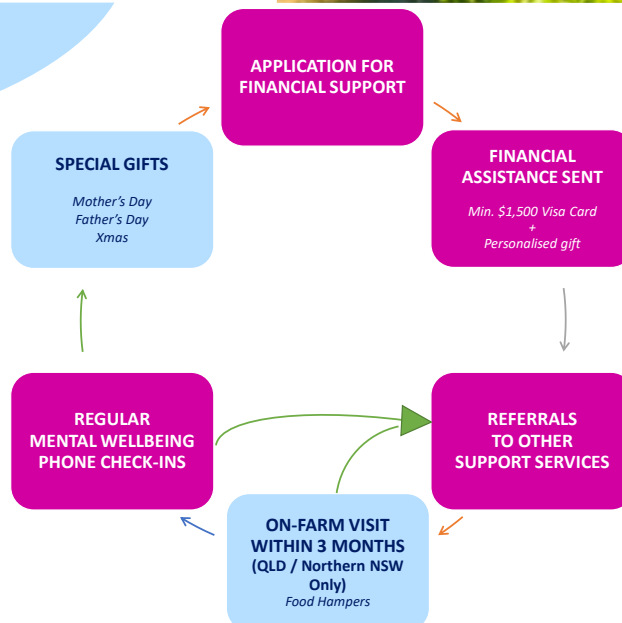 APPLICATION FOR
FINANCIAL SUPPORT
FINANCIAL
ASSISTANCE SENT
Min. $1,500 Visa Card
+
Personalised gift
REFERRALS
TO OTHER
SUPPORT SERVICES
ON-FARM VISIT
WITHIN 3 MONTHS
(QLD / Northern NSW
Only)
Food Hampers
REGULAR
MENTAL WELLBEING
PHONE CHECK-INS
SPECIAL GIFTS
Mother’s Day
Father’s Day
Xmas